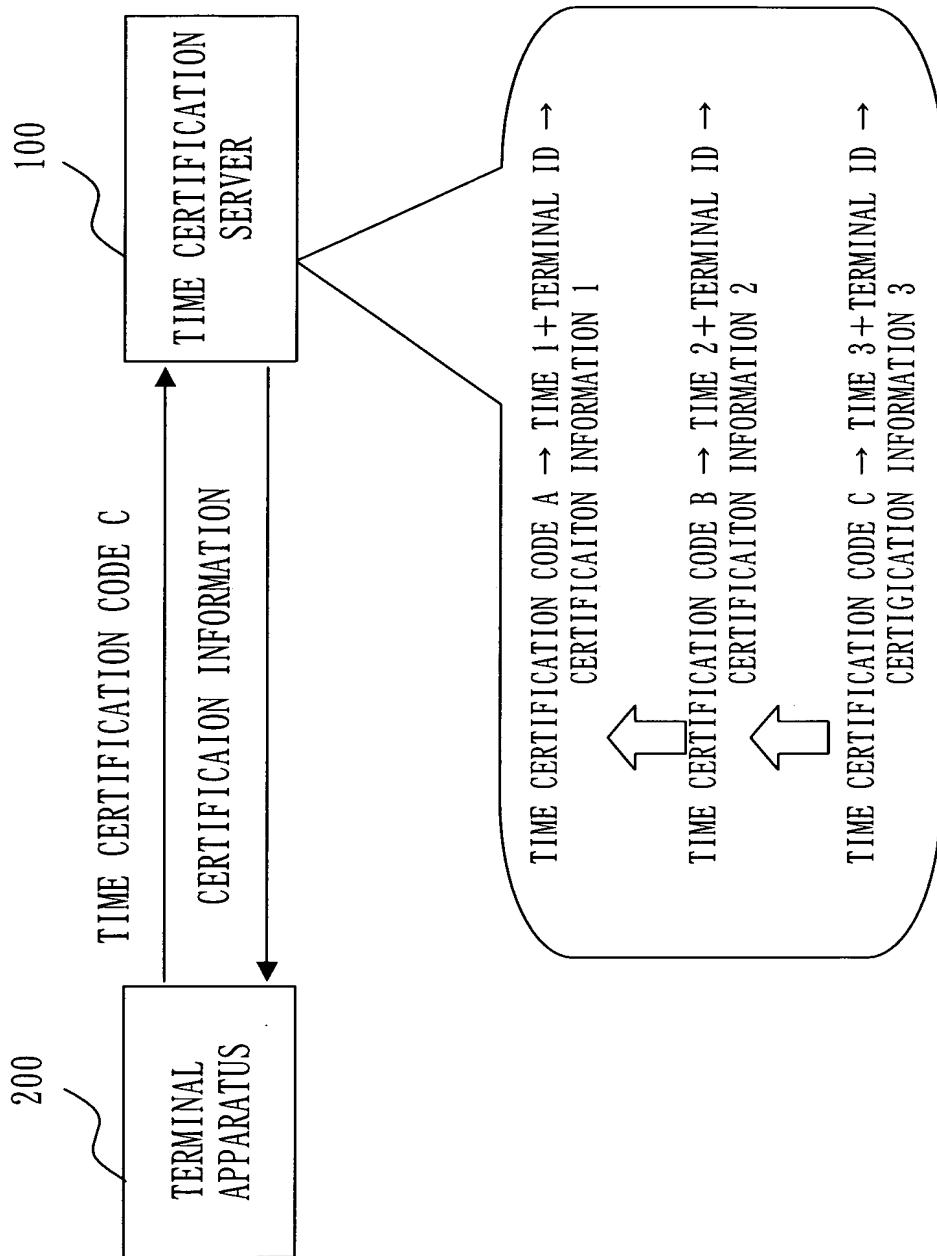 200
TERMINAL
APPARATUS
TIME CERTIFICATION CODE C
CERTIFICAION INFORMATION
100
TIME CERTIFICATION
SERVER
TIME CERTIFICATION CODE A → TIME 1+TERMINAL ID →
CERTIFICAITON INFORMATION 1
TIME CERTIFICATION CODE B → TIME 2+TERMINAL ID →
CERTIFICATION INFORMATION 2
TIME CERTIFICATION CODE C → TIME 3+TERMINAL ID →
CERTIGICATION INFORMATION 3